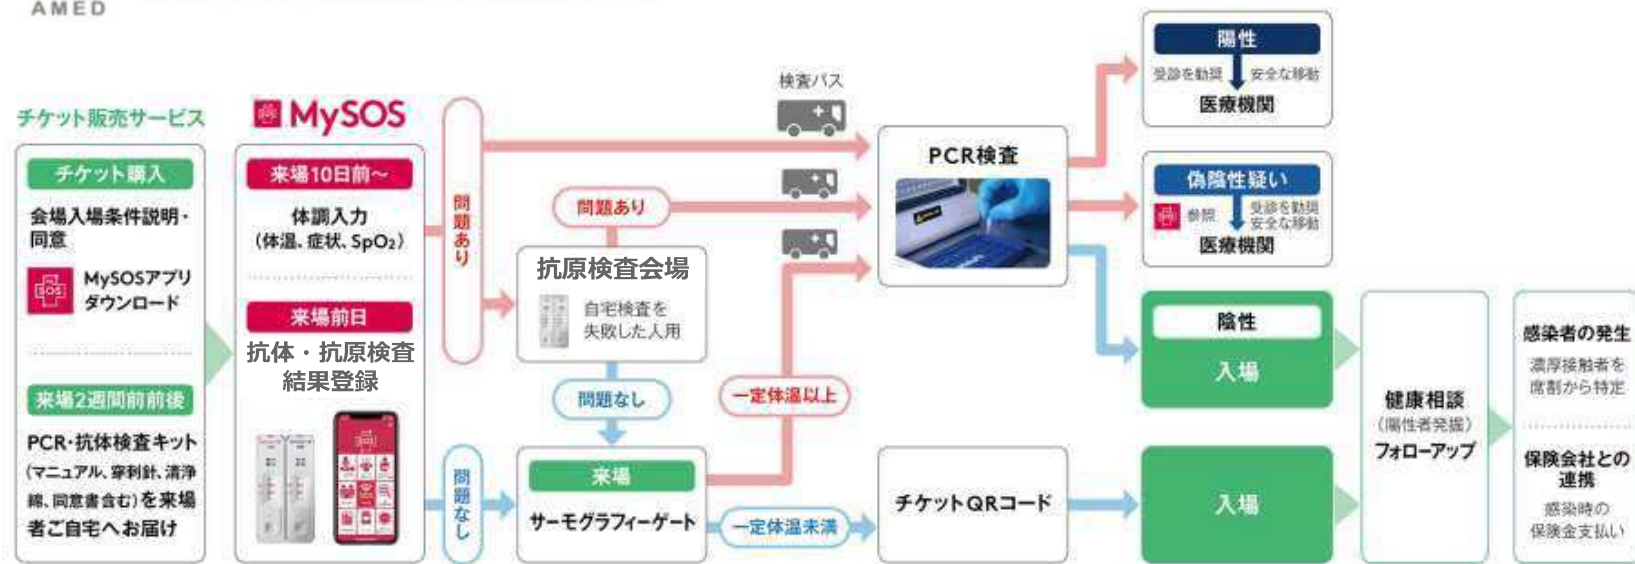 AMED
チケット販売サービス
チケット購入
会場入場条件説明・
同意
SOS
MySOSアプリ
ダウンロード
来場2週間前前後
PCR・抗体検査キット
(マニュアル、穿刺針、清浄
綿、同意書含む)を来場
者ご自宅へお届け
MySOS
来場10日前～
体調入力
(体温、症状、SpO₂)
来場前日
抗体・抗原検査
結果登録
問題あり
問題なし
問題あり
抗原検査会場
自宅検査を
失敗した人用
問題なし
来場
サーモグラフィーゲート
一定体温以上
一定体温未満
検査バス
PCR検査
チケットQRコード
陽性
受診を勧奨 安全な移動
医療機関
偽陰性疑い
参照
受診を勧奨
安全な移動
医療機関
陰性
入場
入場
健康相談
(陽性者発掘)
フォローアップ
感染者の発生
濃厚接触者を
席割から特定
保険会社との
連携
感染時の
保険金支払い